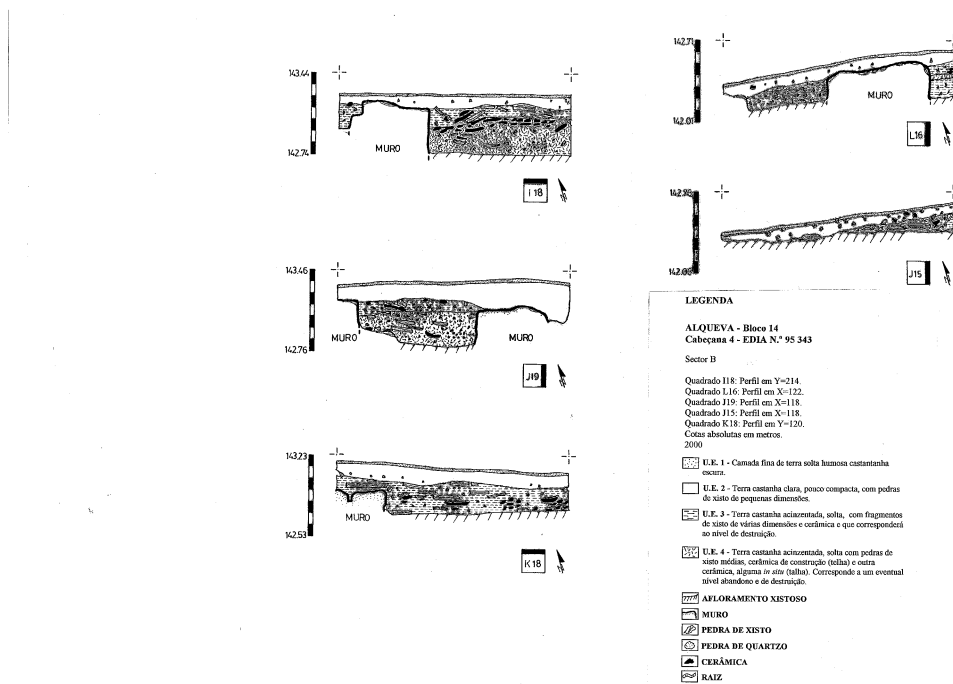 143.44
MURO
142.74
I 18
143.46
MURO
MURO
142.76
J19
143.23
MURO
142.53
K18
142.71
MURO
142.01
L16
J15
LEGENDA
ALQUEVA - Bloco 14
Cabeçana 4 - EDIA N.º 95 343
Sector B
Quadrado I18: Perfil em Y=214.
Quadrado L16: Perfil em X=122.
Quadrado J19: Perfil em X=118.
Quadrado J15: Perfil em X=118.
Quadrado K18: Perfil em Y=120.
Cotas absolutas em metros.
2000
U.E. 1 - Camada fina de terra solta humosa castantanha
escura.
U.E. 2 - Terra castanha clara, pouco compacta, com pedras
de xisto de pequenas dimensões.
U.E. 3 - Terra castanha acinzentada, solta, com fragmentos
de xisto de várias dimensões e cerâmica e que corresponderá
ao nível de destruição.
U.E. 4 - Terra castanha acinzentada, solta com pedras de
xisto médias, cerâmica de construção (telha) e outra
cerâmica, alguma in situ (talha). Corresponde a um eventual
nível abandono e de destruição.
AFLORAMENTO XISTOSO
MURO
PEDRA DE XISTO
PEDRA DE QUARTZO
CERÂMICA
RAIZ